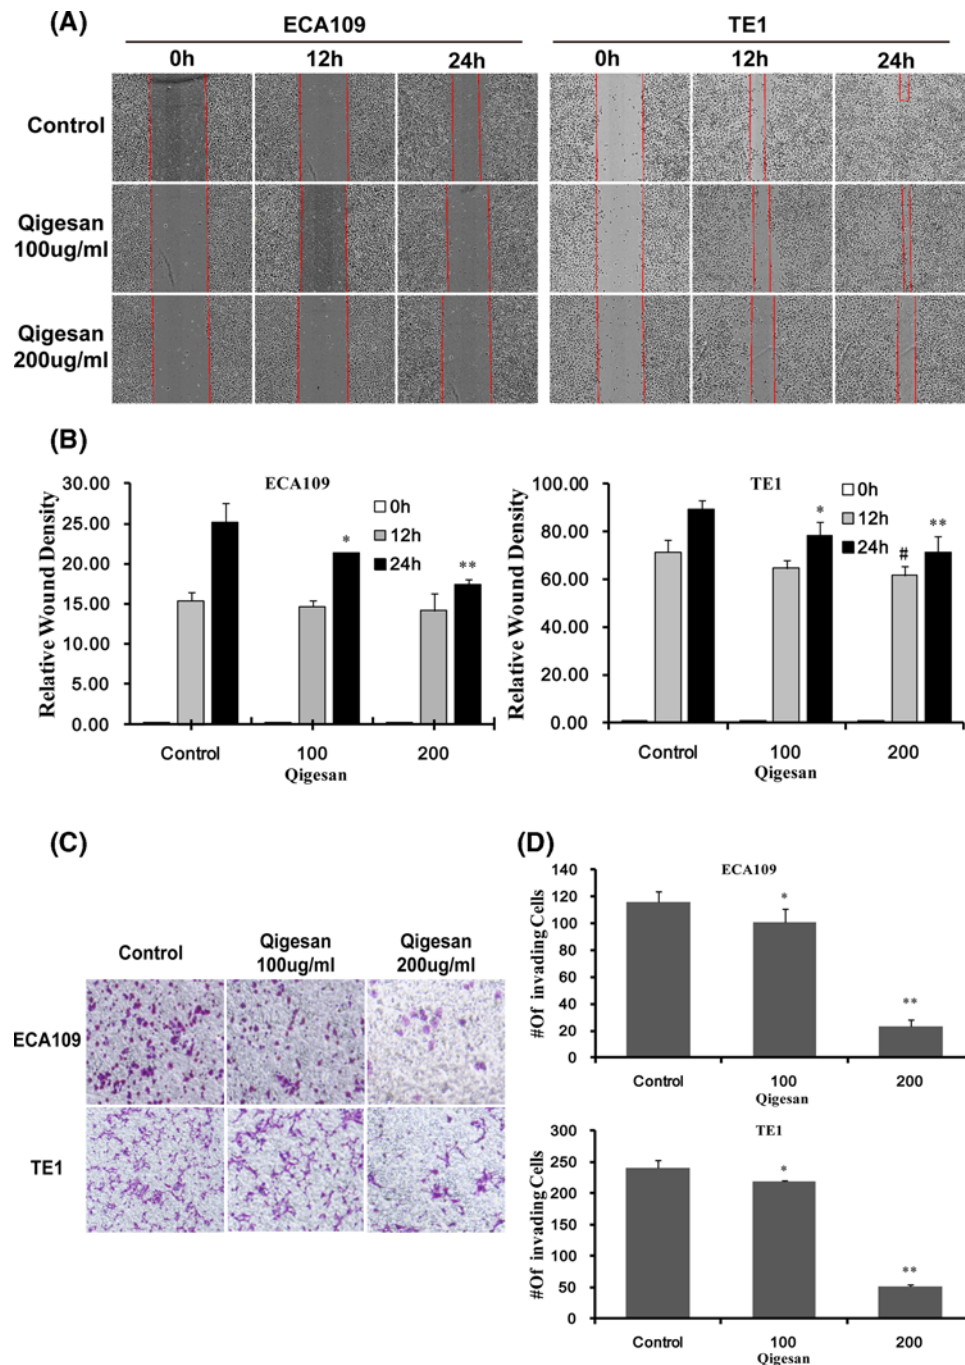 (A)
ECA109 TE1
0h 12h 24h 0h 12h 24h
Control
Qigesan
100ug/ml
Qigesan
200ug/ml
(B)
Relative Wound Density
30.00
25.00
20.00
15.00
10.00
5.00
0.00
ECA109
0h
12h
24h
*
**
Control 100 200
Qigesan
Relative Wound Density
100.00
80.00
60.00
40.00
20.00
0.00
TE1
0h
12h
24h
*
#
**
Control 100 200
Qigesan
(C)
Control
Qigesan
100ug/ml
Qigesan
200ug/ml
ECA109
TE1
(D)
#Of invading Cells
140
120
100
80
60
40
20
0
ECA109
*
**
Control 100 200
Qigesan
#Of invading Cells
300
250
200
150
100
50
0
TE1
*
**
Control 100 200
Qigesan